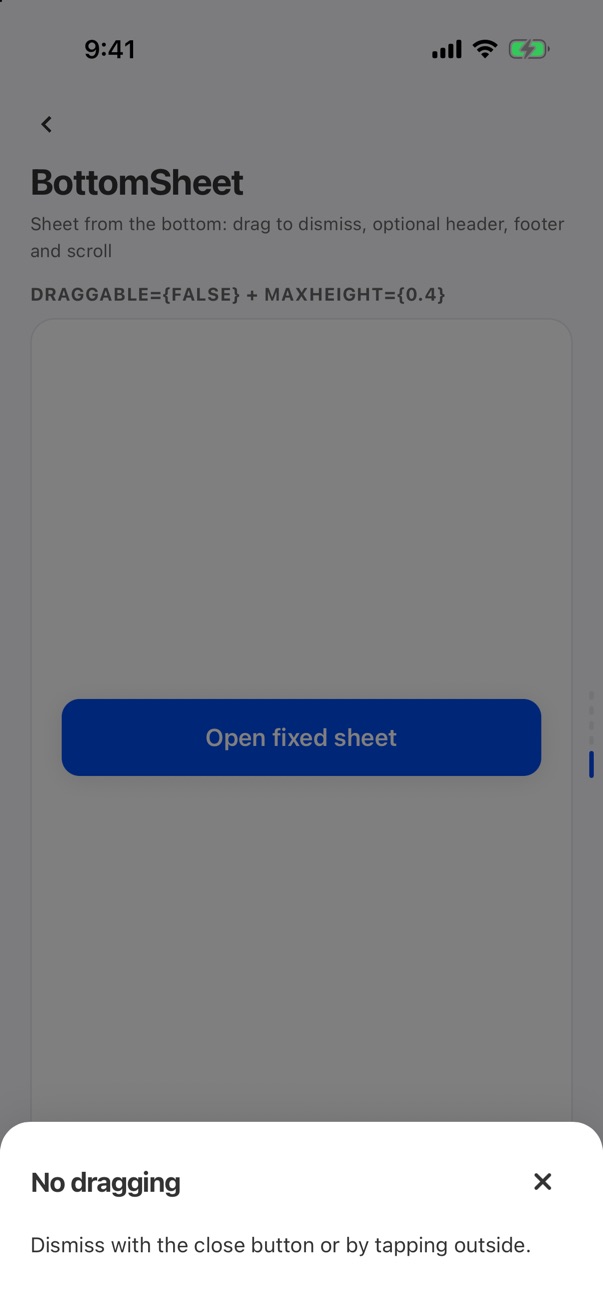 9:41
BottomSheet
Sheet from the bottom: drag to dismiss, optional header, footer
and scroll
DRAGGABLE={FALSE} + MAXHEIGHT={0.4}
Open fixed sheet
No dragging
Dismiss with the close button or by tapping outside.